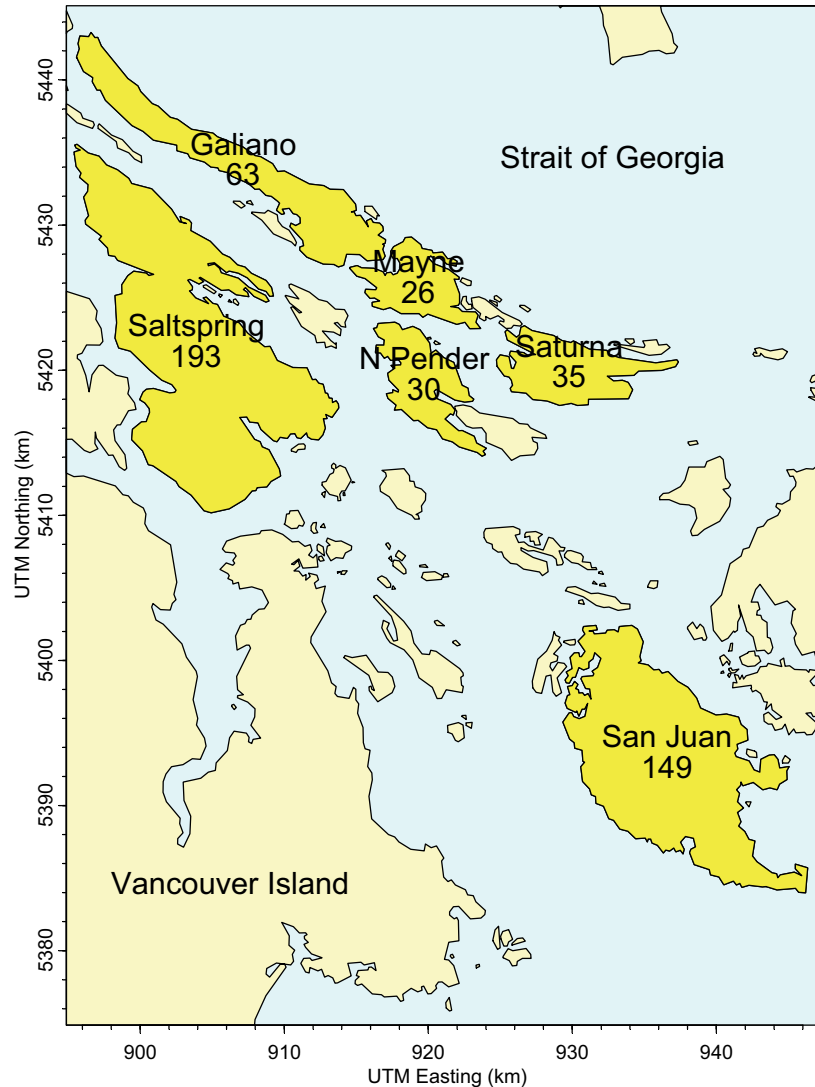 Galiano
63
Strait of Georgia
Mayne
26
Saltspring
193
N Pender
30
Saturna
35
San Juan
149
Vancouver Island
UTM Northing (km)
5440
5430
5420
5410
5400
5390
5380
900 910 920 930 940
UTM Easting (km)